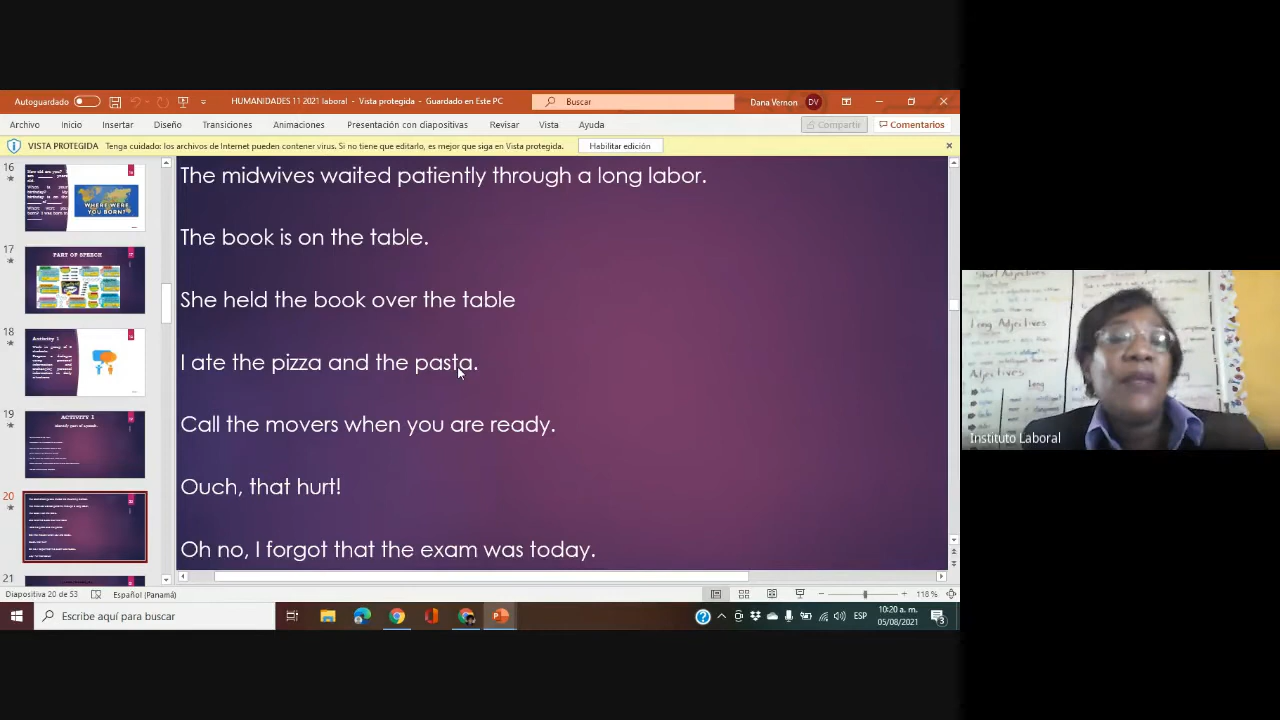 Autoguardado
HUMANIDADES 11 2021 laboral - Vista protegida - Guardado en Este PC
Buscar
Dana Vernon
DV
Archivo Inicio Insertar Diseño Transiciones Animaciones Presentación con diapositivas Revisar Vista Ayuda
Compartir
Comentarios
VISTA PROTEGIDA Tenga cuidado: los archivos de Internet pueden contener virus. Si no tiene que editarlo, es mejor que siga en Vista protegida.
Habilitar edición
16
WHERE WERE
YOU BORN?
17
PART OF SPEECH
18
Activity 1
19
ACTIVITY 1
Identify part of speech.
20
21
The midwives waited patiently through a long labor.
The book is on the table.
She held the book over the table
I ate the pizza and the pasta.
Call the movers when you are ready.
Ouch, that hurt!
Oh no, I forgot that the exam was today.
Long Adjectives
Instituto Laboral
Diapositiva 20 de 53
Español (Panamá)
118 %
Escribe aquí para buscar
ESP
10:20 a. m.
05/08/2021
3